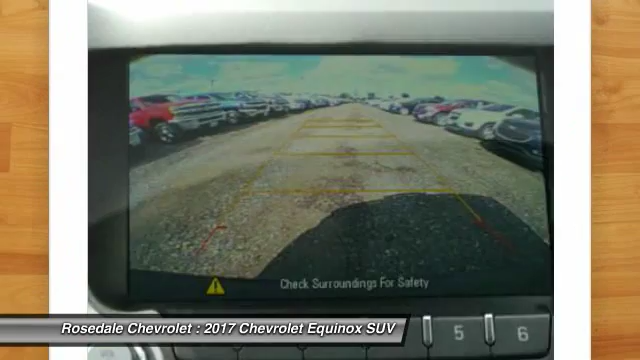 Check Surroundings For Safety
Rosedale Chevrolet : 2017 Chevrolet Equinox SUV
5
6